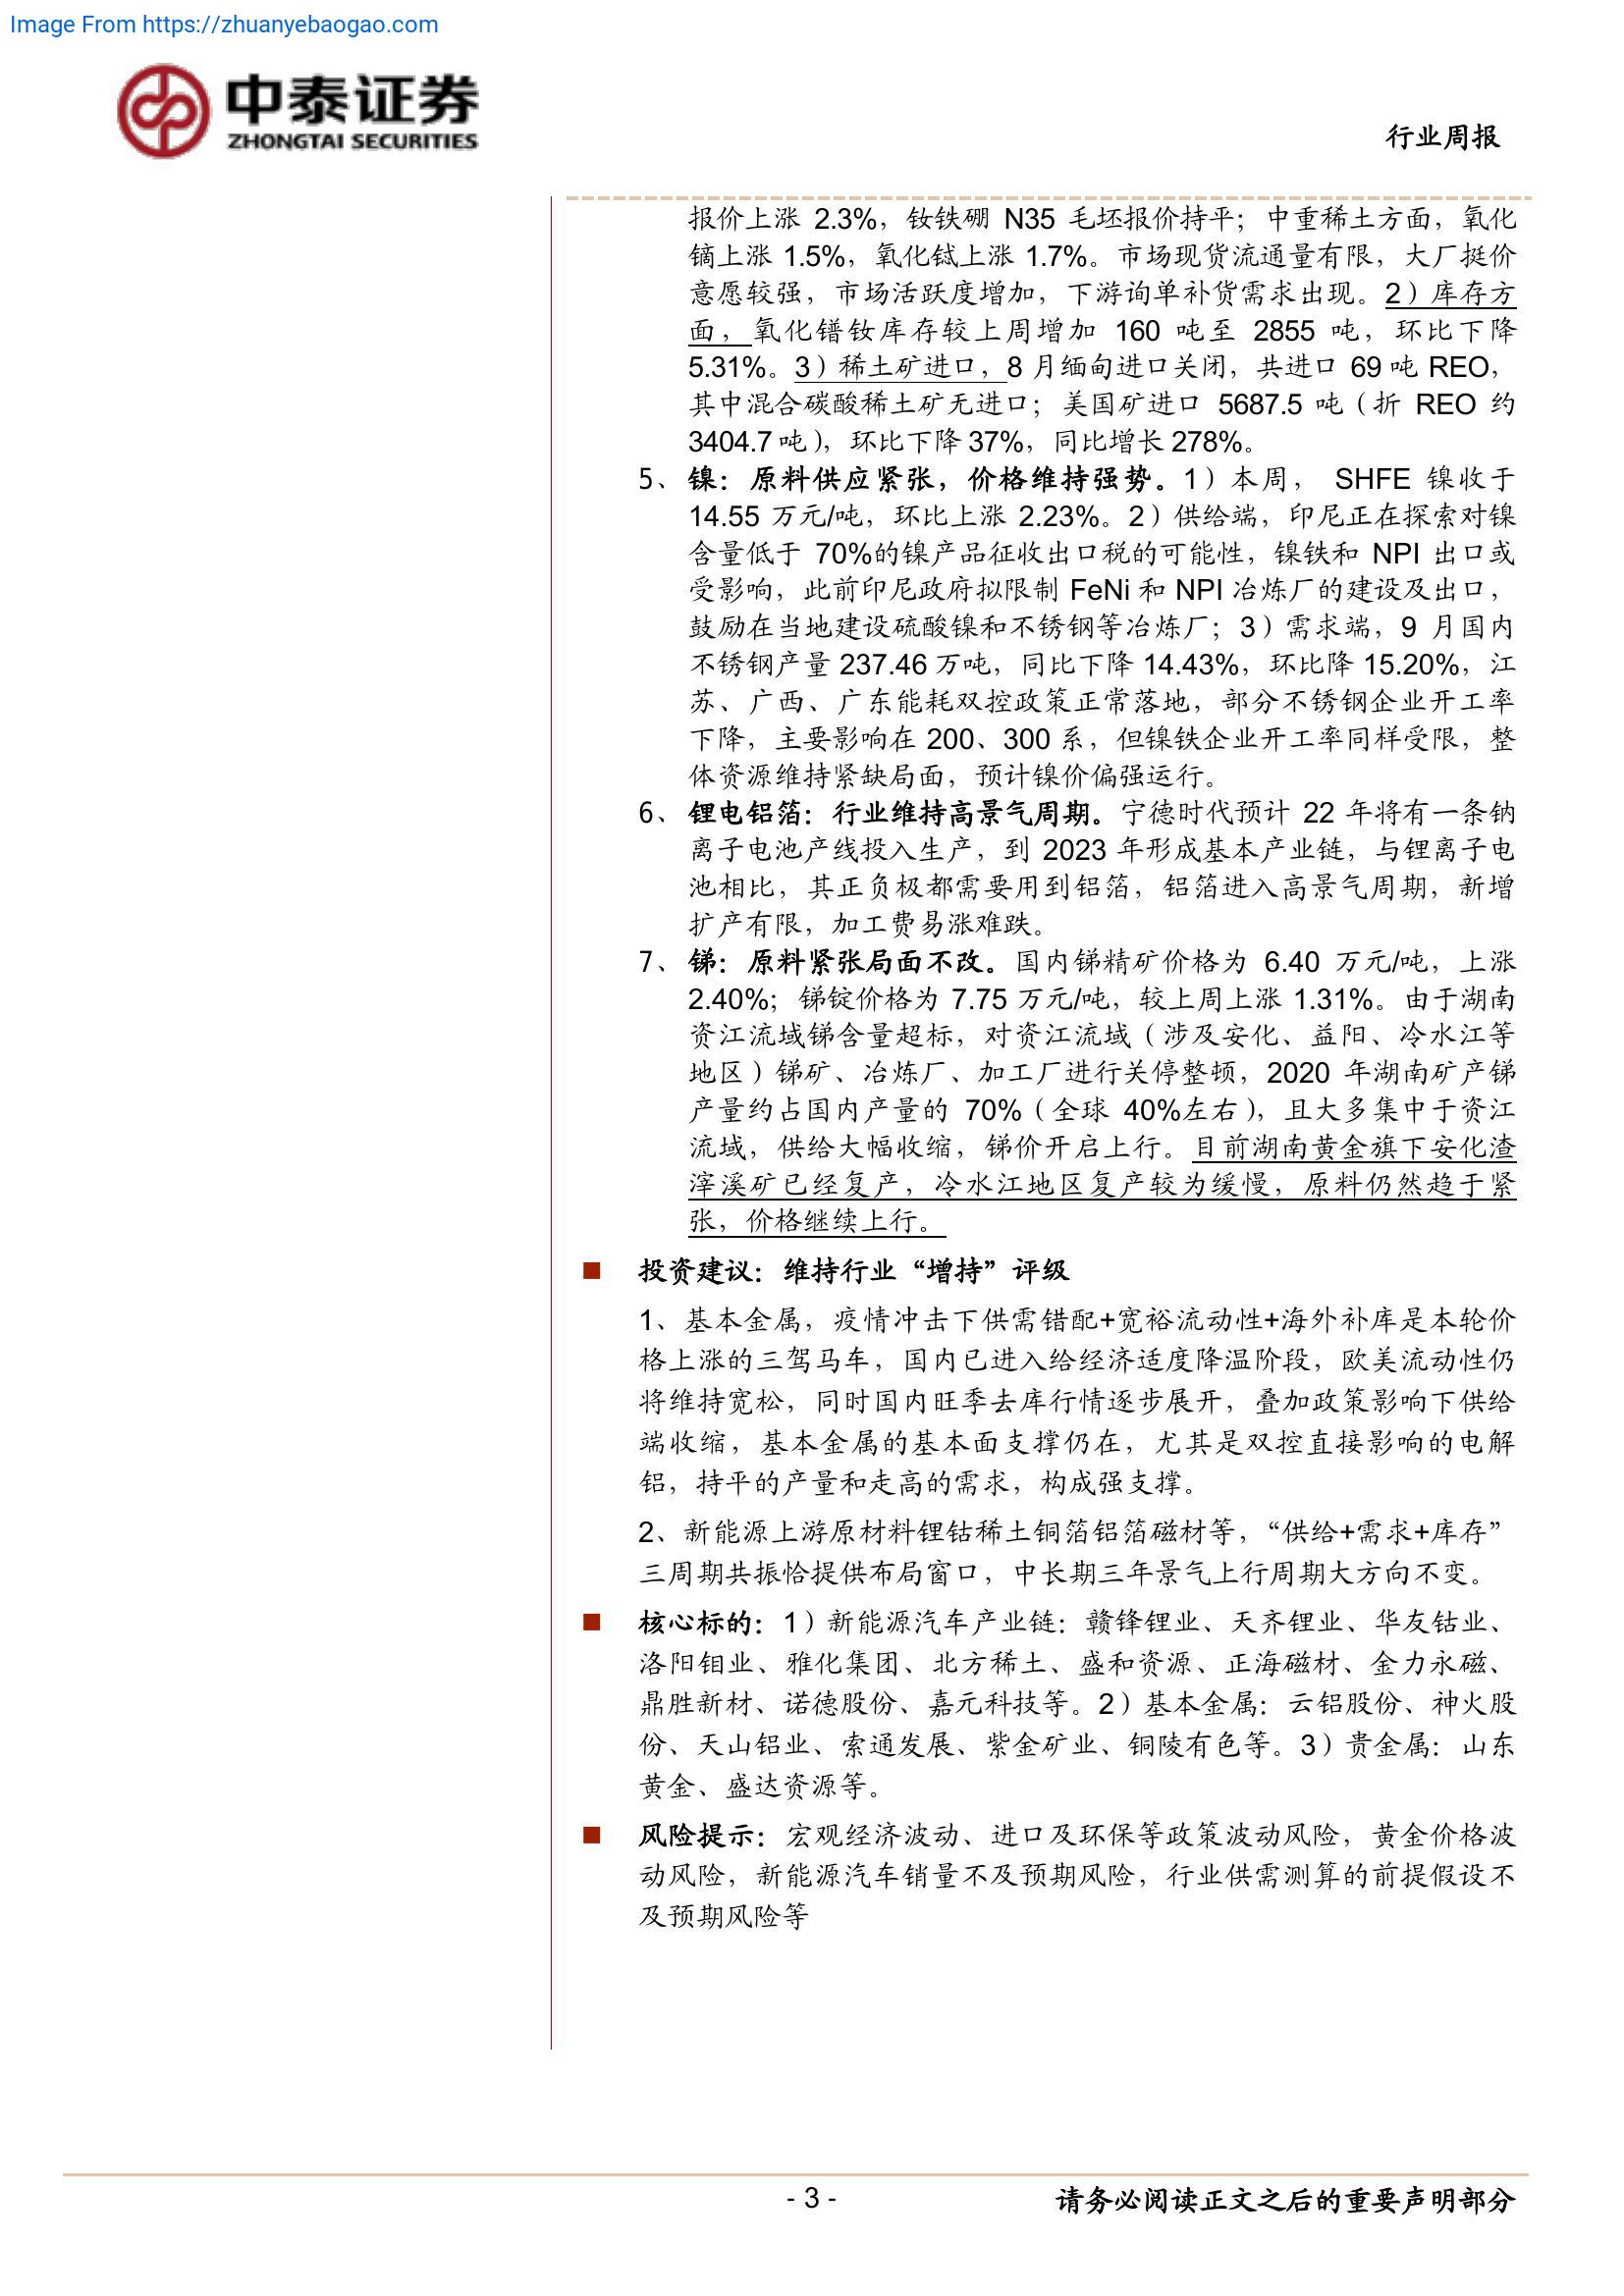 Image From https://zhuanyebaogao.com
中泰证券
ZHONGTAI SECURITIES
行业周报
报价上涨 2.3%，钕铁硼 N35 毛坯报价持平；中重稀土方面，氧化
镝上涨 1.5%，氧化铽上涨 1.7%。市场现货流通量有限，大厂挺价
意愿较强，市场活跃度增加，下游询单补货需求出现。2）库存方
面，氧化镨钕库存较上周增加 160 吨至 2855 吨，环比下降
5.31%。3）稀土矿进口，8 月缅甸进口关闭，共进口 69 吨 REO，
其中混合碳酸稀土矿无进口；美国矿进口 5687.5 吨（折 REO 约
3404.7 吨），环比下降 37%，同比增长 278%。
5、镍：原料供应紧张，价格维持强势。1）本周， SHFE 镍收于
14.55 万元/吨，环比上涨 2.23%。2）供给端，印尼正在探索对镍
含量低于 70%的镍产品征收出口税的可能性，镍铁和 NPI 出口或
受影响，此前印尼政府拟限制 FeNi 和 NPI 冶炼厂的建设及出口，
鼓励在当地建设硫酸镍和不锈钢等冶炼厂；3）需求端，9 月国内
不锈钢产量 237.46 万吨，同比下降 14.43%，环比降 15.20%，江
苏、广西、广东能耗双控政策正常落地，部分不锈钢企业开工率
下降，主要影响在 200、300 系，但镍铁企业开工率同样受限，整
体资源维持紧缺局面，预计镍价偏强运行。
6、锂电铝箔：行业维持高景气周期。宁德时代预计 22 年将有一条钠
离子电池产线投入生产，到 2023 年形成基本产业链，与锂离子电
池相比，其正负极都需要用到铝箔，铝箔进入高景气周期，新增
扩产有限，加工费易涨难跌。
7、锑：原料紧张局面不改。国内锑精矿价格为 6.40 万元/吨，上涨
2.40%；锑锭价格为 7.75 万元/吨，较上周上涨 1.31%。由于湖南
资江流域锑含量超标，对资江流域（涉及安化、益阳、冷水江等
地区）锑矿、冶炼厂、加工厂进行关停整顿，2020 年湖南矿产锑
产量约占国内产量的 70%（全球 40%左右），且大多集中于资江
流域，供给大幅收缩，锑价开启上行。目前湖南黄金旗下安化渣
滓溪矿已经复产，冷水江地区复产较为缓慢，原料仍然趋于紧
张，价格继续上行。
■ 投资建议：维持行业“增持”评级
1、基本金属，疫情冲击下供需错配+宽裕流动性+海外补库是本轮价
格上涨的三驾马车，国内已进入给经济适度降温阶段，欧美流动性仍
将维持宽松，同时国内旺季去库行情逐步展开，叠加政策影响下供给
端收缩，基本金属的基本面支撑仍在，尤其是双控直接影响的电解
铝，持平的产量和走高的需求，构成强支撑。
2、新能源上游原材料锂钴稀土铜箔铝箔磁材等，“供给+需求+库存”
三周期共振恰提供布局窗口，中长期三年景气上行周期大方向不变。
■ 核心标的：1）新能源汽车产业链：赣锋锂业、天齐锂业、华友钴业、
洛阳钼业、雅化集团、北方稀土、盛和资源、正海磁材、金力永磁、
鼎胜新材、诺德股份、嘉元科技等。2）基本金属：云铝股份、神火股
份、天山铝业、索通发展、紫金矿业、铜陵有色等。3）贵金属：山东
黄金、盛达资源等。
■ 风险提示：宏观经济波动、进口及环保等政策波动风险，黄金价格波
动风险，新能源汽车销量不及预期风险，行业供需测算的前提假设不
及预期风险等
- 3 -
请务必阅读正文之后的重要声明部分